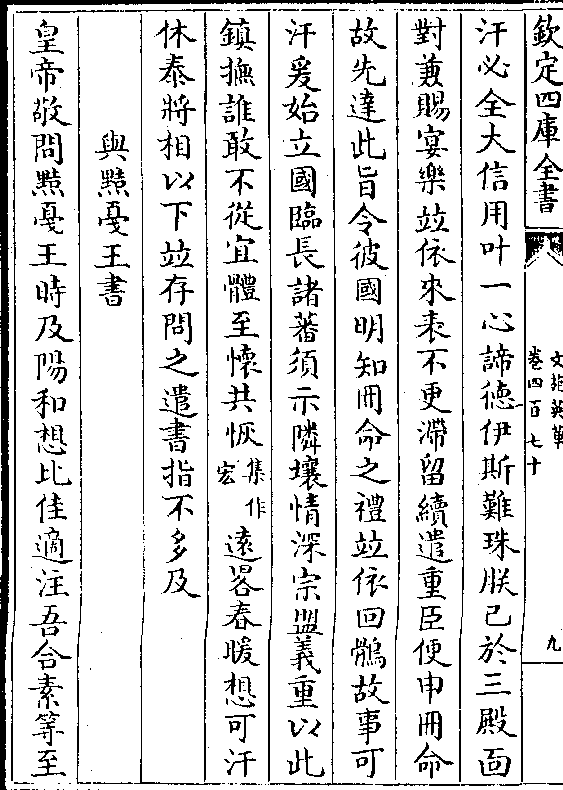 欽定四庫全書
文苑英華
卷四百七十
九
汗必全大信用叶一心諦德伊斯難珠朕已於三殿面
對兼賜宴樂竝依來表不更滯留續遣重臣便申冊命
故先達此旨令彼國明知冊命之禮竝依回鶻故事可
汗爰始立國臨長諸蕃須示隣壤情深宗盟義重以此
鎮撫誰敢不從宜體至懷共恢集作宏遠畧春暖想可汗
休泰將相以下竝存問之遣書指不多及
與黠戞王書
皇帝敬問黠戞王時及陽和想比佳適注吾合素等至